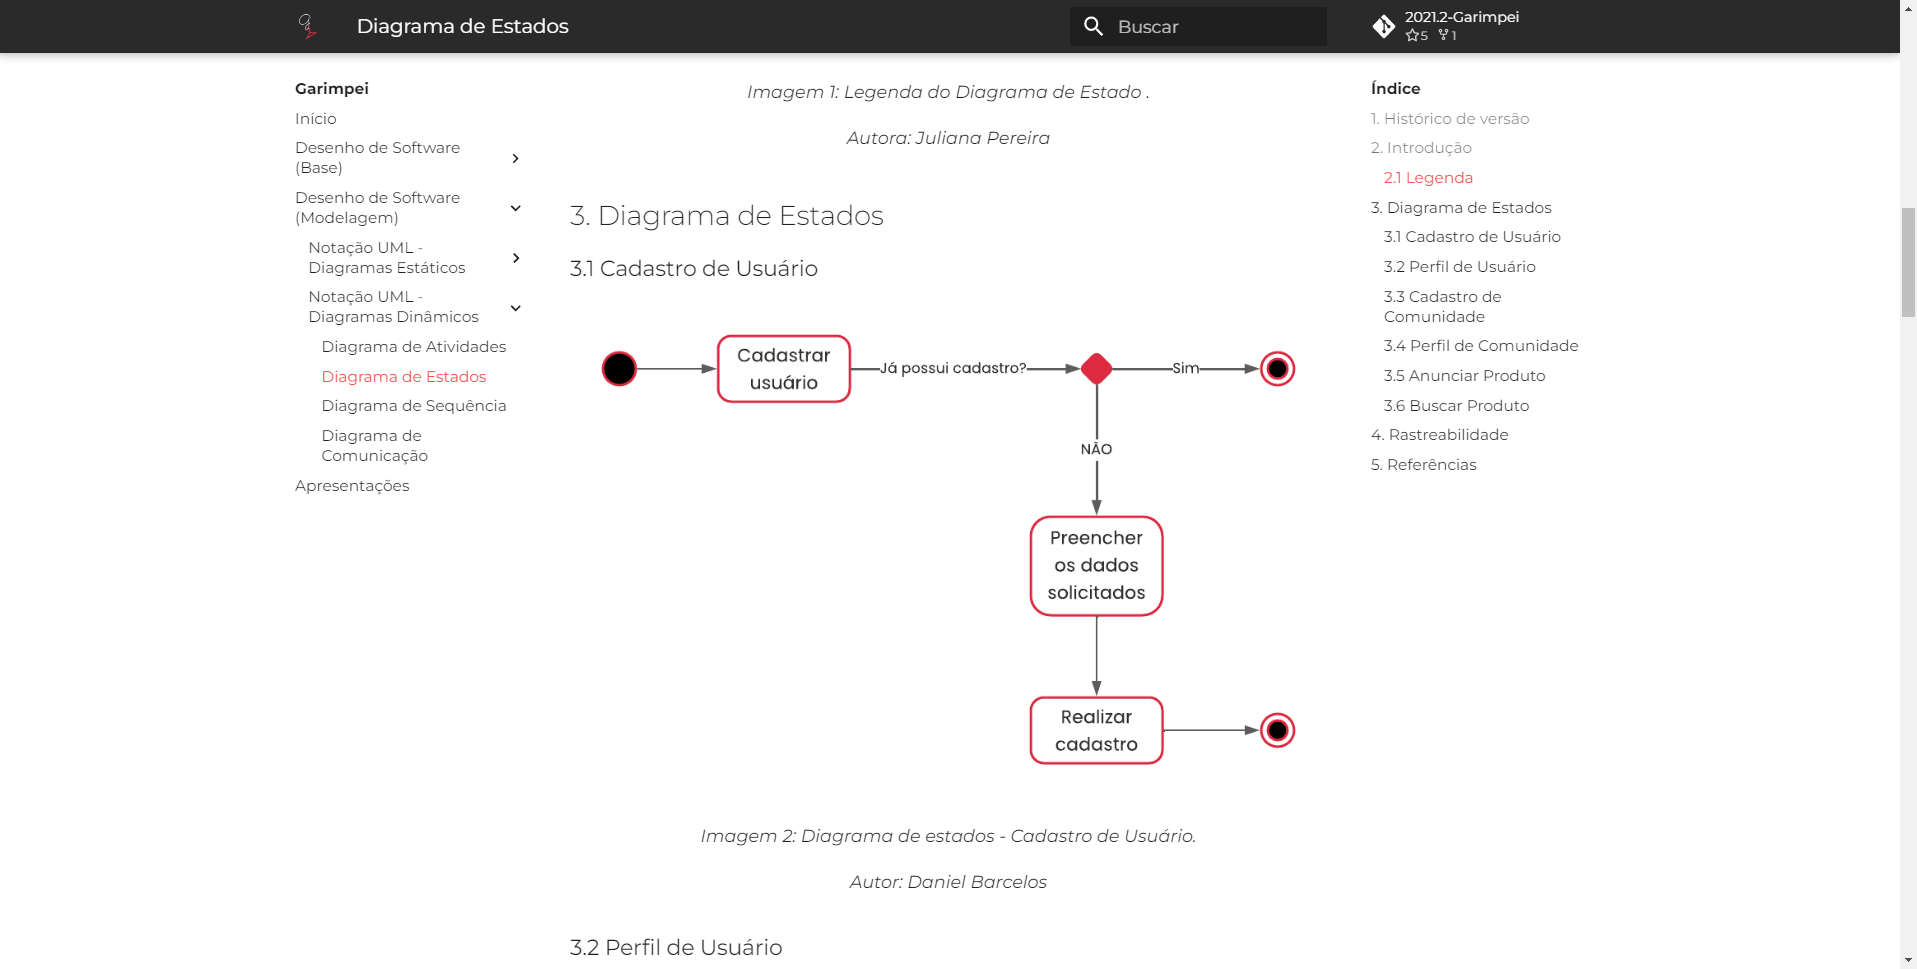 Diagrama de Estados
Buscar
2021.2-Garimpei
5 1
Garimpei
Início
Desenho de Software
(Base)
Desenho de Software
(Modelagem)
Notação UML -
Diagramas Estáticos
Notação UML -
Diagramas Dinâmicos
Diagrama de Atividades
Diagrama de Estados
Diagrama de Sequência
Diagrama de
Comunicação
Apresentações
Imagem 1: Legenda do Diagrama de Estado .
Autora: Juliana Pereira
3. Diagrama de Estados
3.1 Cadastro de Usuário
Cadastrar
usuário
Já possui cadastro?
Sim
NÃO
Preencher
os dados
solicitados
Realizar
cadastro
Imagem 2: Diagrama de estados - Cadastro de Usuário.
Autor: Daniel Barcelos
3.2 Perfil de Usuário
Índice
1. Histórico de versão
2. Introdução
2.1 Legenda
3. Diagrama de Estados
3.1 Cadastro de Usuário
3.2 Perfil de Usuário
3.3 Cadastro de
Comunidade
3.4 Perfil de Comunidade
3.5 Anunciar Produto
3.6 Buscar Produto
4. Rastreabilidade
5. Referências